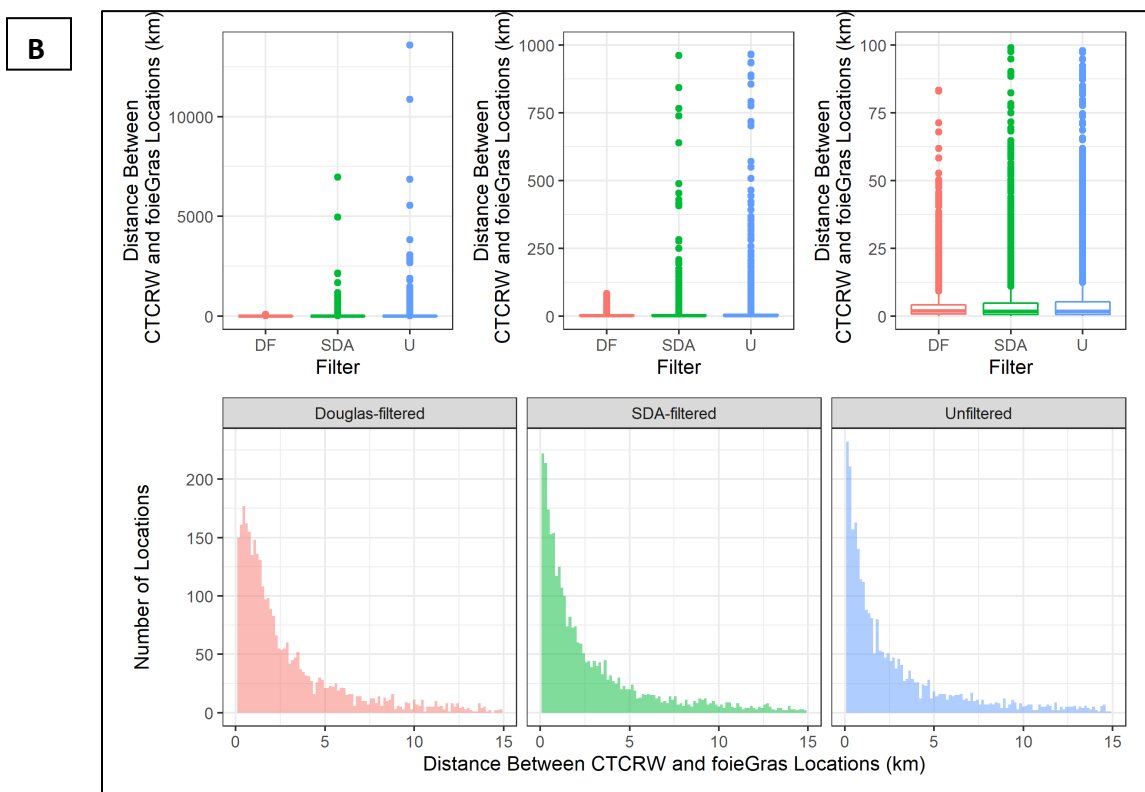 B
Distance Between
CTCRW and foieGras Locations (km)
10000
5000
0
DF SDA U
Filter
Distance Between
CTCRW and foieGras Locations (km)
1000
750
500
250
0
DF SDA U
Filter
Distance Between
CTCRW and foieGras Locations (km)
100
75
50
25
0
DF SDA U
Filter
Douglas-filtered SDA-filtered Unfiltered
Number of Locations
200
150
100
50
0
0 5 10 15 0 5 10 15 0 5 10 15
Distance Between CTCRW and foieGras Locations (km)